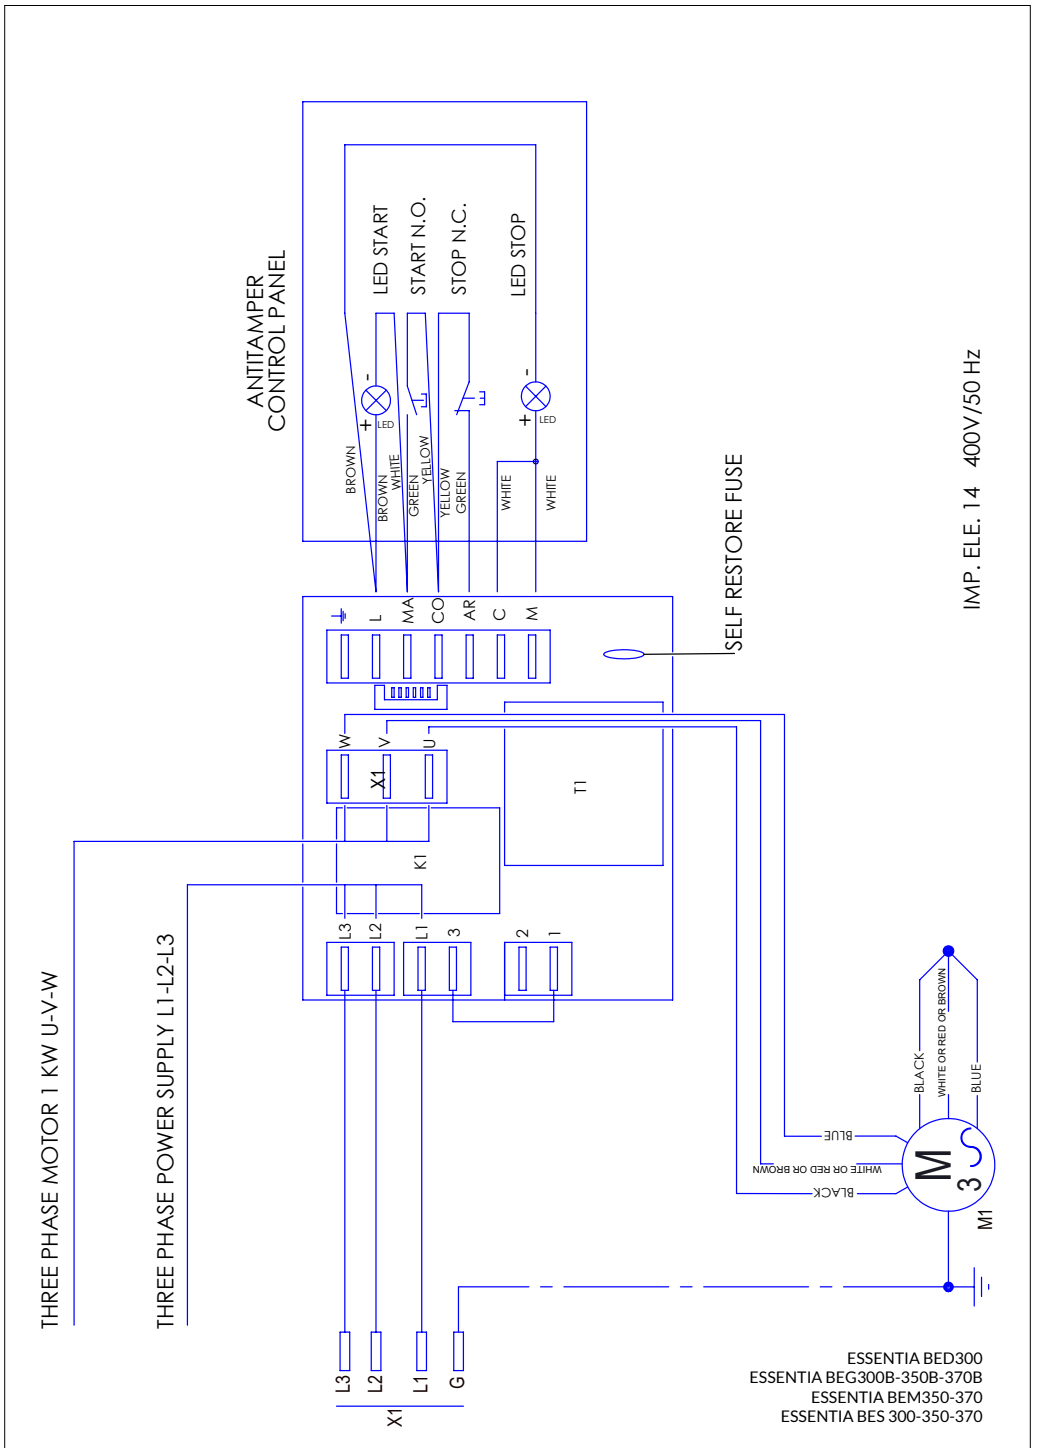 ANTITAMPER
CONTROL PANEL
LED START
START N.O.
STOP N.C.
LED STOP
-
+
LED
-
+
LED
BROWN
BROWN
WHITE
GREEN
YELLOW
YELLOW
GREEN
WHITE
WHITE
L
MA
CO
AR
C
M
SELF RESTORE FUSE
IMP. ELE. 14 400V/50 Hz
W
V
U
X1
T1
K1
L3
L2
L1
3
2
1
THREE PHASE MOTOR 1 KW U-V-W
THREE PHASE POWER SUPPLY L1-L2-L3
BLACK
WHITE OR RED OR BROWN
BLUE
BLUE
WHITE OR RED OR BROWN
BLACK
M
3
M1
L3
L2
L1
G
X1
ESSENTIA BED300
ESSENTIA BEG300B-350B-370B
ESSENTIA BEM350-370
ESSENTIA BES 300-350-370